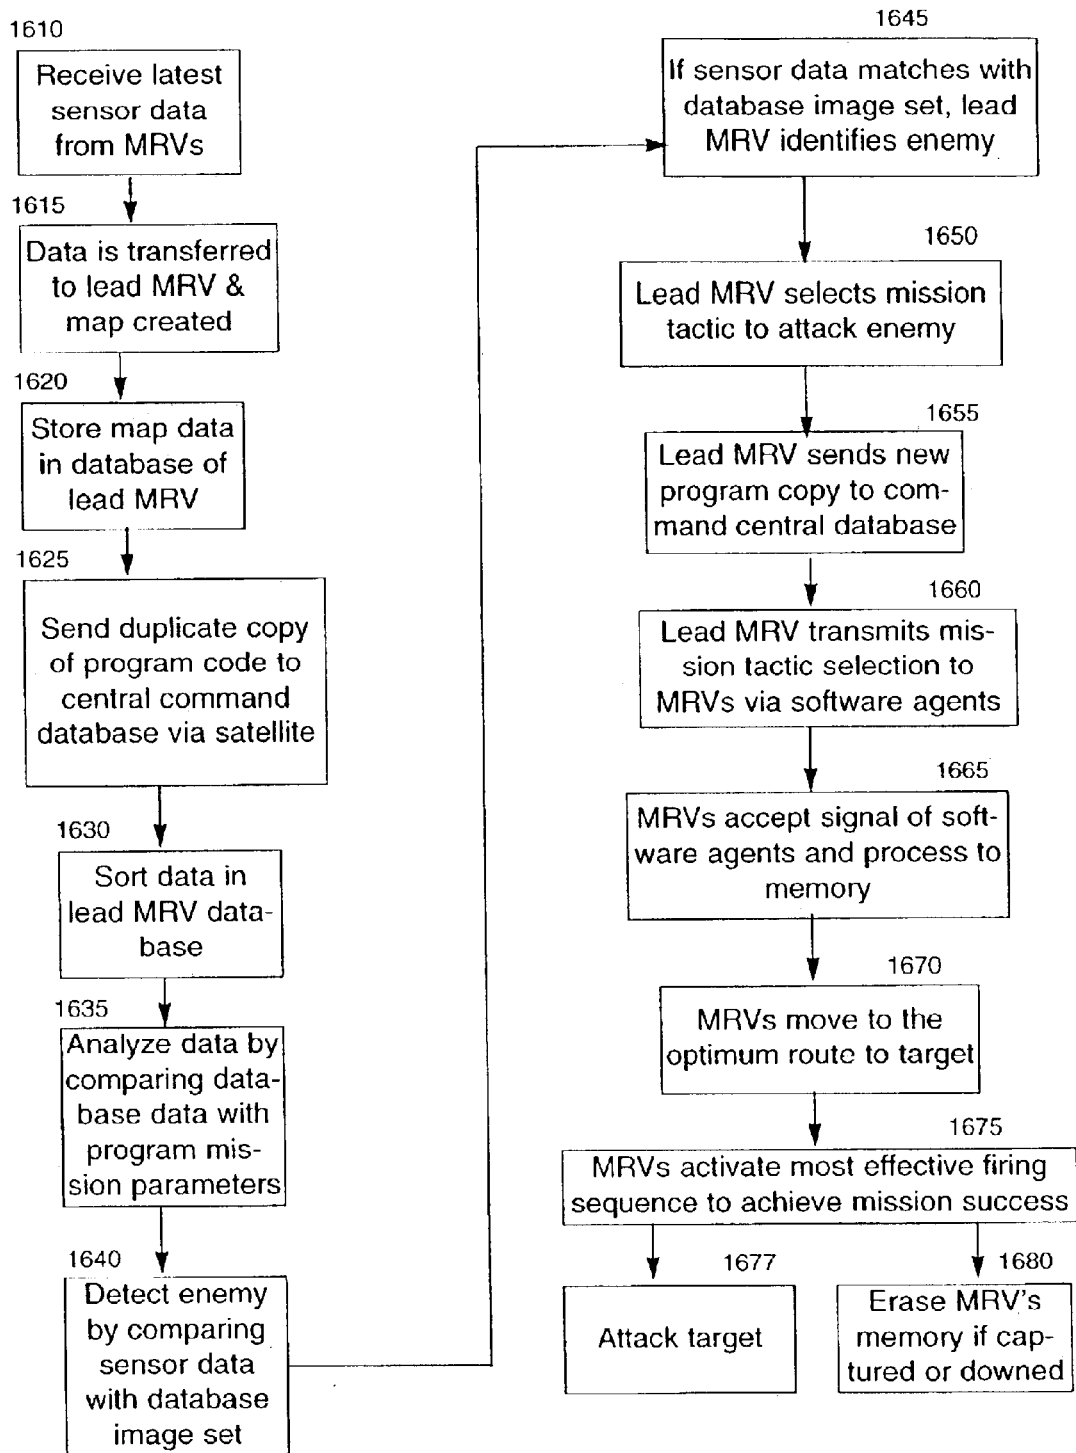 1610
Receive latest
sensor data
from MRVs
1615
Data is transferred
to lead MRV &
map created
1620
Store map data
in database of
lead MRV
1625
Send duplicate copy
of program code to
central command
database via satellite
1630
Sort data in
lead MRV data-
base
1635
Analyze data by
comparing data-
base data with
program mis-
sion parameters
1640
Detect enemy
by comparing
sensor data
with database
image set
1645
If sensor data matches with
database image set, lead
MRV identifies enemy
1650
Lead MRV selects mission
tactic to attack enemy
1655
Lead MRV sends new
program copy to com-
mand central database
1660
Lead MRV transmits mis-
sion tactic selection to
MRVs via software agents
1665
MRVs accept signal of soft-
ware agents and process to
memory
1670
MRVs move to the
optimum route to target
1675
MRVs activate most effective firing
sequence to achieve mission success
1677
Attack target
1680
Erase MRV's
memory if cap-
tured or downed